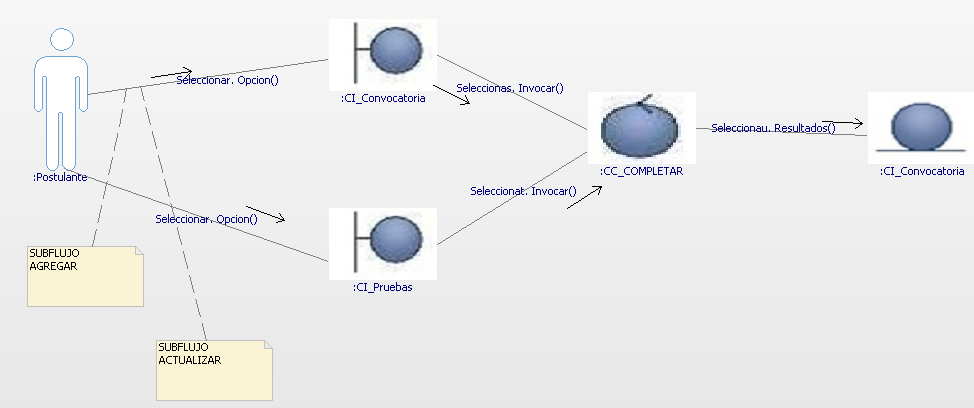 Seleccionar. Opcion()
:CI_Convocatoria
Seleccionas. Invocar()
Seleccionau. Resultados()
:CC_COMPLETAR
:CI_Convocatoria
:Postulante
Seleccionat. Invocar()
Seleccionar. Opcion()
:CI_Pruebas
SUBFLUJO
AGREGAR
SUBFLUJO
ACTUALIZAR